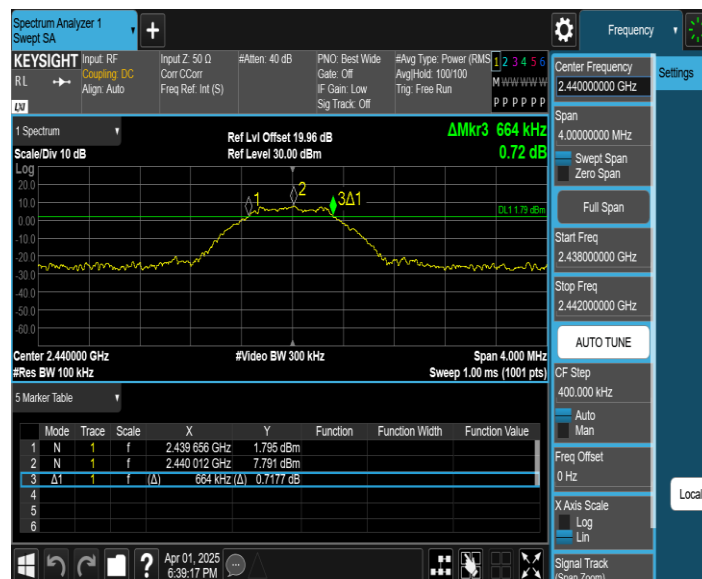 Spectrum Analyzer 1
Swept SA
+
Frequency
KEYSIGHT
RL
LXI
Input: RF
Coupling: DC
Align: Auto
Input Z: 50 Ω
Corr CCorr
Freq Ref: Int (S)
#Atten: 40 dB
PNO: Best Wide
Gate: Off
IF Gain: Low
Sig Track: Off
#Avg Type: Power (RMS
Avg|Hold: 100/100
Trig: Free Run
1 2 3 4 5 6
M W W W W W
P P P P P P
1 Spectrum
Scale/Div 10 dB
Ref Lvl Offset 19.96 dB
Ref Level 30.00 dBm
ΔMkr3 664 kHz
0.72 dB
Log
20.0
10.0
0.00
-10.0
-20.0
-30.0
-40.0
-50.0
-60.0
1
2
3Δ1
DL1 1.79 dBm
Center 2.440000 GHz
#Video BW 300 kHz
Span 4.000 MHz
#Res BW 100 kHz
Sweep 1.00 ms (1001 pts)
5 Marker Table
Mode Trace Scale X Y Function Function Width Function Value
1 N 1 f 2.439 656 GHz 1.795 dBm
2 N 1 f 2.440 012 GHz 7.791 dBm
3 Δ1 1 f (Δ) 664 kHz (Δ) 0.7177 dB
4
5
6
?
Apr 01, 2025
6:39:17 PM
Center Frequency
2.440000000 GHz
Span
4.00000000 MHz
Swept Span
Zero Span
Full Span
Start Freq
2.438000000 GHz
Stop Freq
2.442000000 GHz
AUTO TUNE
CF Step
400.000 kHz
Auto
Man
Freq Offset
0 Hz
X Axis Scale
Log
Lin
Signal Track
(Span Zoom)
Settings
Local